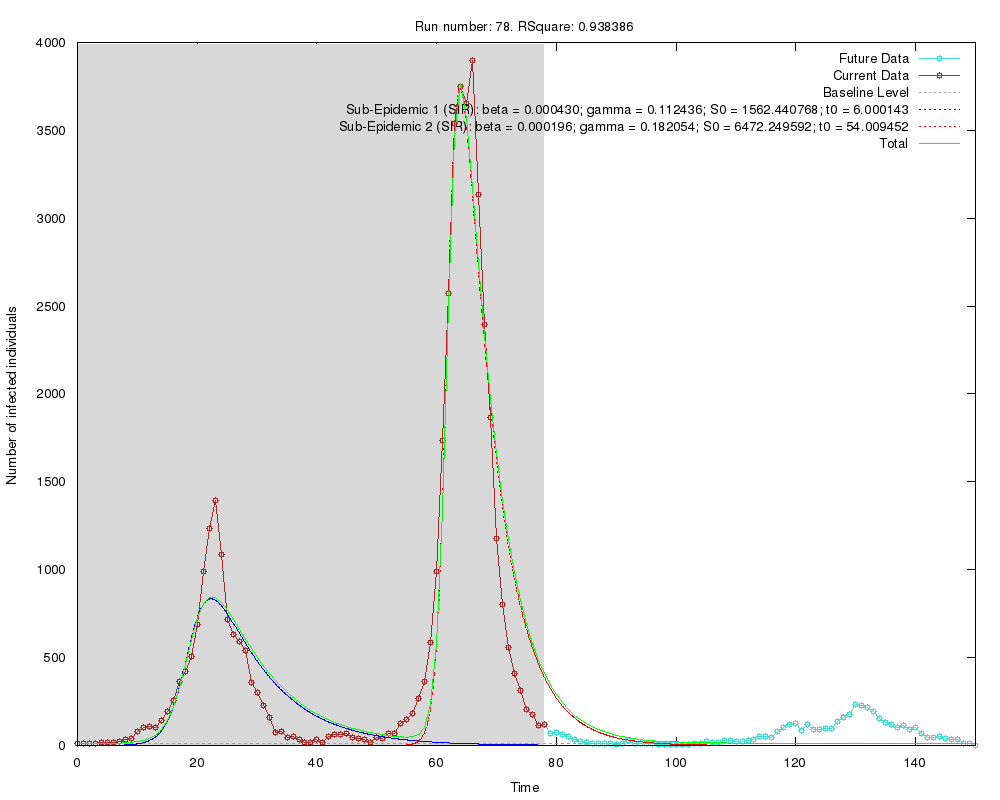 Run number: 78. RSquare: 0.938386
Future Data
Current Data
Baseline Level
Sub-Epidemic 1 (SIR): beta = 0.000430; gamma = 0.112436; S0 = 1562.440768; t0 = 6.000143
Sub-Epidemic 2 (SIR): beta = 0.000196; gamma = 0.182054; S0 = 6472.249592; t0 = 54.009452
Total
4000
3500
3000
2500
2000
1500
1000
500
0
Number of infected individuals
0 20 40 60 80 100 120 140
Time